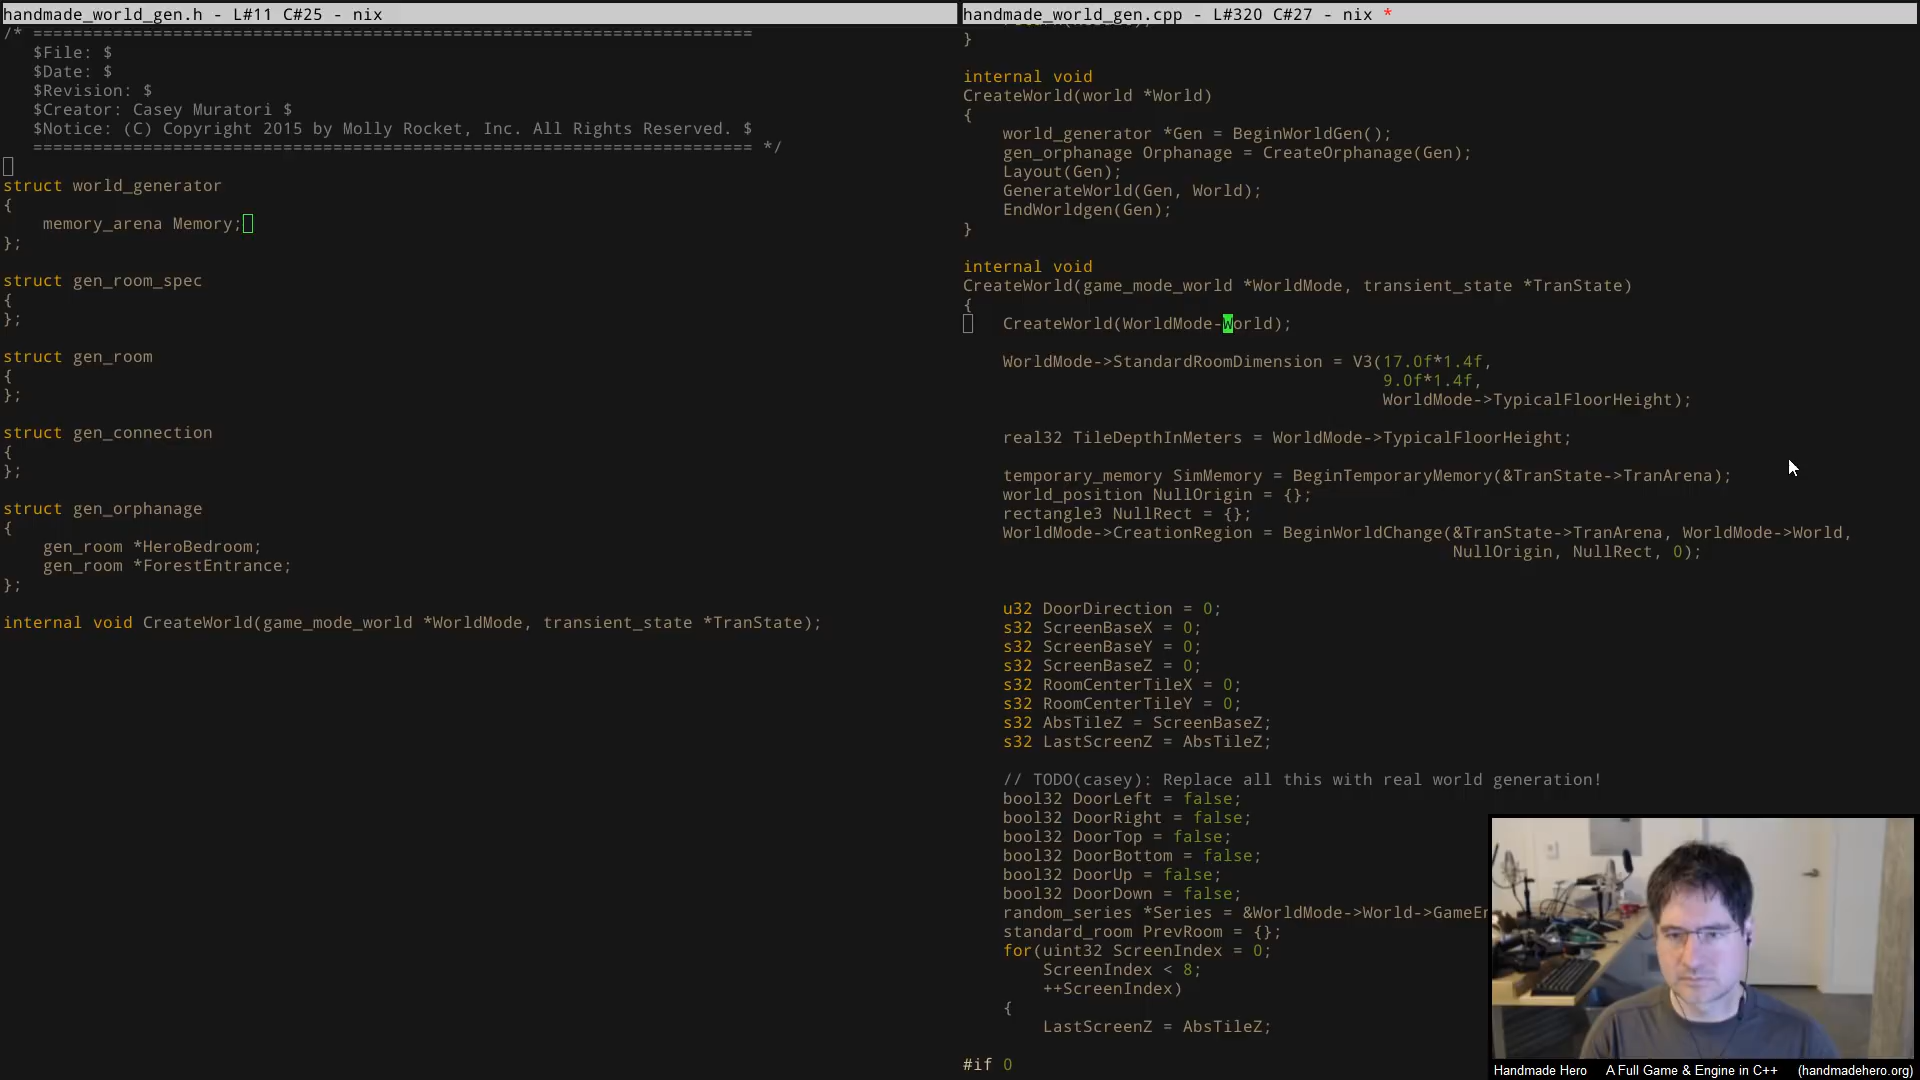 handmade_world_gen.h - L#11 C#25 - nix
/* ========================================================================
$File: $
$Date: $
$Revision: $
$Creator: Casey Muratori $
$Notice: (C) Copyright 2015 by Molly Rocket, Inc. All Rights Reserved. $
======================================================================== */
struct world_generator
{
memory_arena Memory;
};
struct gen_room_spec
{
};
struct gen_room
{
};
struct gen_connection
{
};
struct gen_orphanage
{
gen_room *HeroBedroom;
gen_room *ForestEntrance;
};
internal void CreateWorld(game_mode_world *WorldMode, transient_state *TranState);
handmade_world_gen.cpp - L#320 C#27 - nix *
}
internal void
CreateWorld(world *World)
{
world_generator *Gen = BeginWorldGen();
gen_orphanage Orphanage = CreateOrphanage(Gen);
Layout(Gen);
GenerateWorld(Gen, World);
EndWorldgen(Gen);
}
internal void
CreateWorld(game_mode_world *WorldMode, transient_state *TranState)
{
CreateWorld(WorldMode-World);
WorldMode->StandardRoomDimension = V3(17.0f*1.4f,
9.0f*1.4f,
WorldMode->TypicalFloorHeight);
real32 TileDepthInMeters = WorldMode->TypicalFloorHeight;
temporary_memory SimMemory = BeginTemporaryMemory(&TranState->TranArena);
world_position NullOrigin = {};
rectangle3 NullRect = {};
WorldMode->CreationRegion = BeginWorldChange(&TranState->TranArena, WorldMode->World,
NullOrigin, NullRect, 0);
u32 DoorDirection = 0;
s32 ScreenBaseX = 0;
s32 ScreenBaseY = 0;
s32 ScreenBaseZ = 0;
s32 RoomCenterTileX = 0;
s32 RoomCenterTileY = 0;
s32 AbsTileZ = ScreenBaseZ;
s32 LastScreenZ = AbsTileZ;
// TODO(casey): Replace all this with real world generation!
bool32 DoorLeft = false;
bool32 DoorRight = false;
bool32 DoorTop = false;
bool32 DoorBottom = false;
bool32 DoorUp = false;
bool32 DoorDown = false;
random_series *Series = &WorldMode->World->GameEn
standard_room PrevRoom = {};
for(uint32 ScreenIndex = 0;
ScreenIndex < 8;
++ScreenIndex)
{
LastScreenZ = AbsTileZ;
#if 0
Handmade Hero A Full Game & Engine in C++ (handmadehero.org)